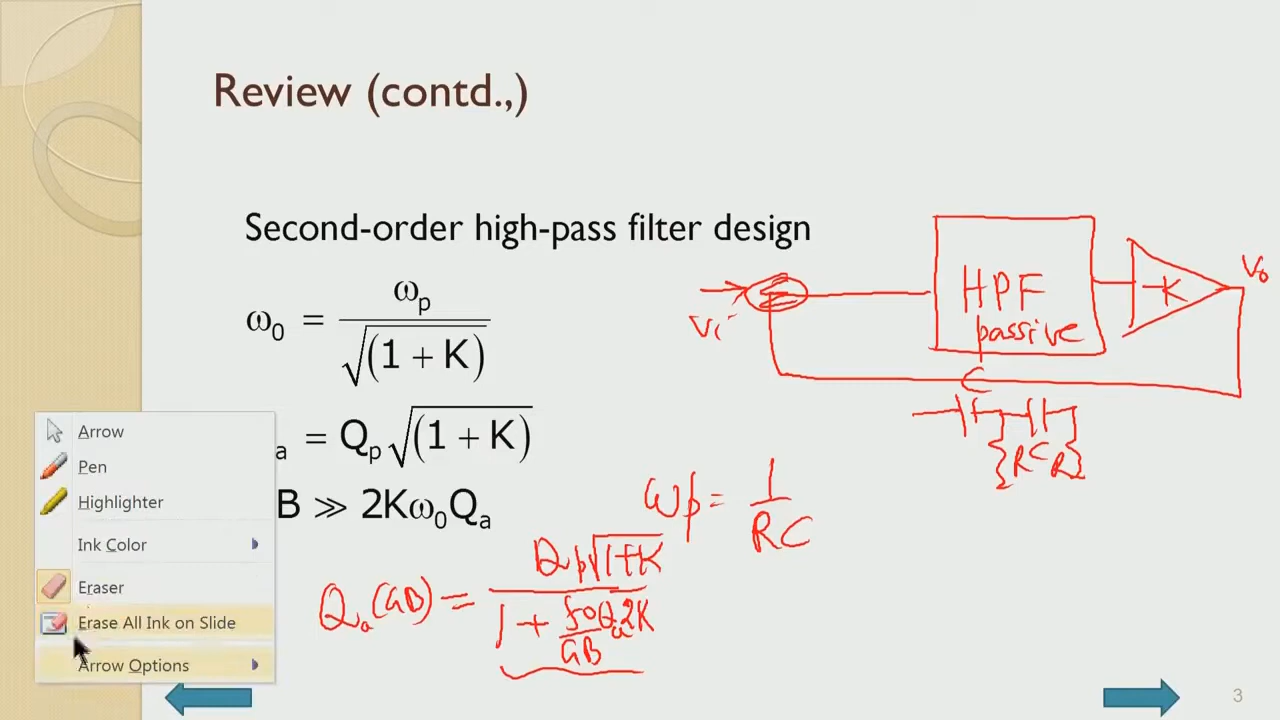 Review (contd.,)
Second-order high-pass filter design
ω0 = ωp / √(1 + K)
a = Qp √(1 + K)
B ≫ 2Kω0Qa
Vi
HPF
passive
-K
Vo
R C R
ωp = 1 / RC
Qa(GB) = Qp√1+K / 1 + f0Qa2K / GB
Arrow
Pen
Highlighter
Ink Color
Eraser
Erase All Ink on Slide
Arrow Options
3